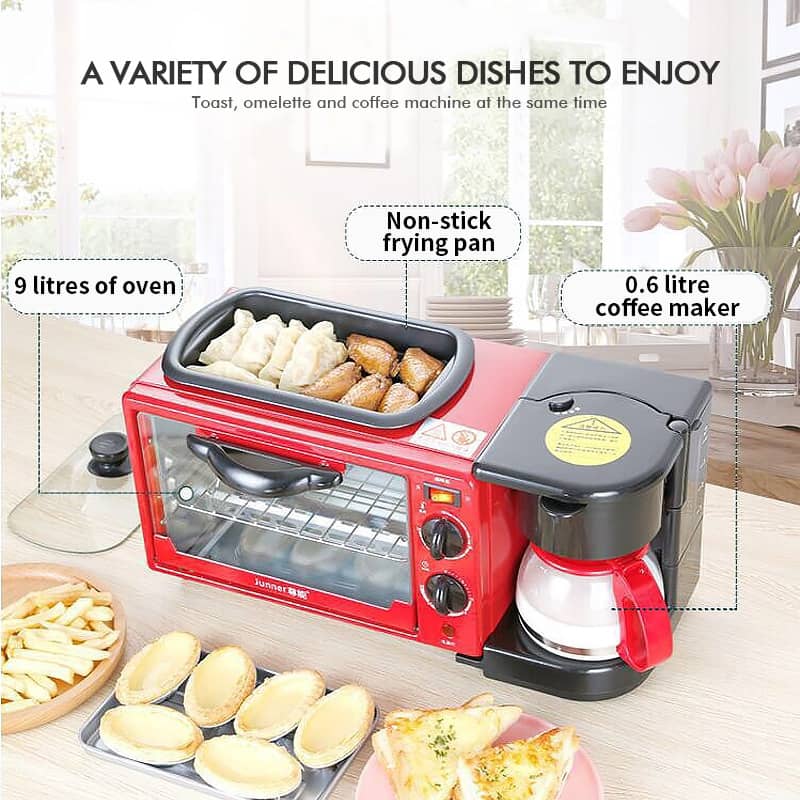 A VARIETY OF DELICIOUS DISHES TO ENJOY
Toast, omelette and coffee machine at the same time
Non-stick
frying pan
9 litres of oven
0.6 litre
coffee maker
Junner